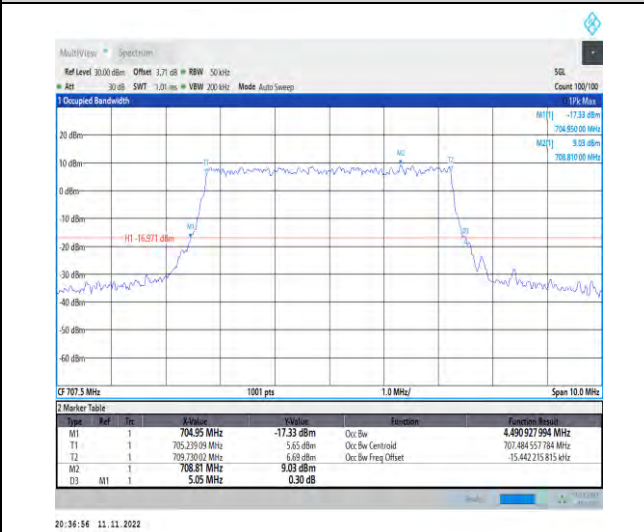 MultiView Spectrum
Ref Level 30.00 dBm Offset 3.71 dB RBW 50 kHz SGL
Att 30 dB SWT 1.01 ms VBW 200 kHz Mode Auto Sweep Count 100/100
1 Occupied Bandwidth 1Pk Max
M1[1] -17.33 dBm
704.950 00 MHz
M2[1] 9.03 dBm
708.810 00 MHz
20 dBm
10 dBm
T1 M2 T2
0 dBm
-10 dBm
M1
H1 -16.971 dBm
D3
-20 dBm
-30 dBm
-40 dBm
-50 dBm
-60 dBm
CF 707.5 MHz 1001 pts 1.0 MHz/ Span 10.0 MHz
2 Marker Table
Type Ref Trc X-Value Y-Value Function Function Result
M1 1 704.95 MHz -17.33 dBm Occ Bw 4.490 927 994 MHz
T1 1 705.239 09 MHz 5.65 dBm Occ Bw Centroid 707.484 557 784 MHz
T2 1 709.730 02 MHz 6.69 dBm Occ Bw Freq Offset -15.442 215 815 kHz
M2 1 708.81 MHz 9.03 dBm
D3 M1 1 5.05 MHz 0.30 dB
20:36:56 11.11.2022